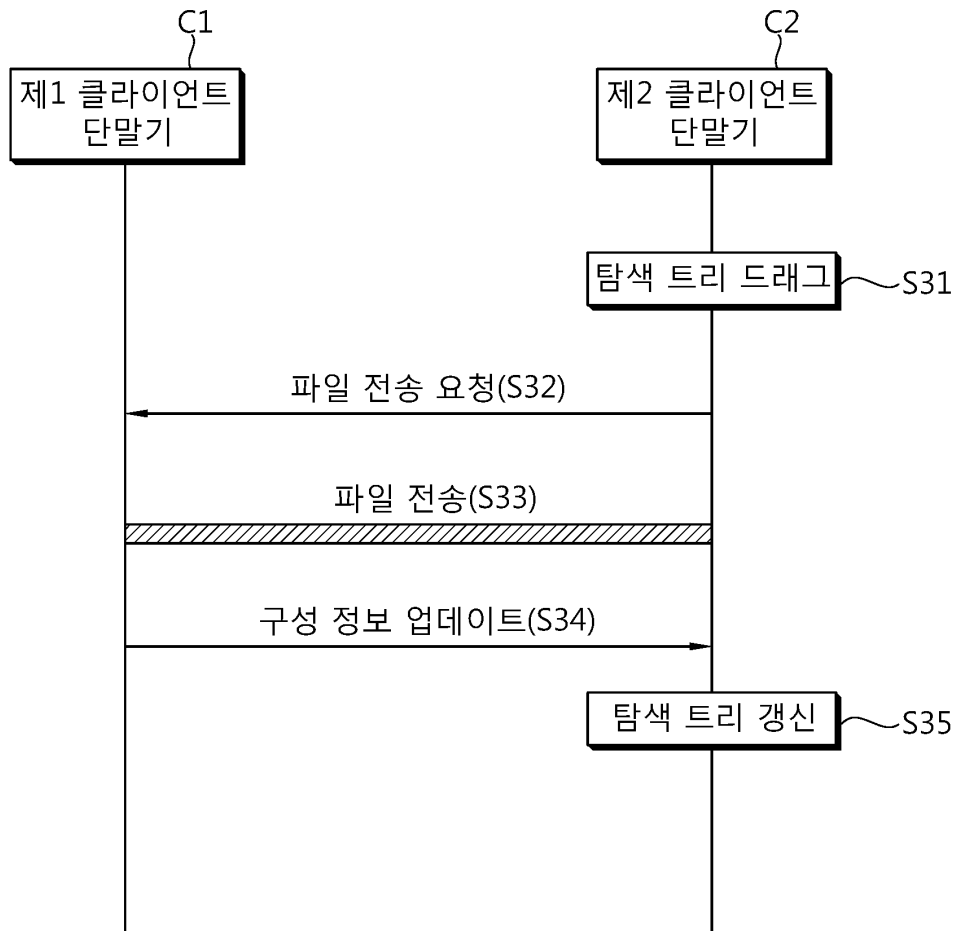 C1
C2
제1 클라이언트
단말기
제2 클라이언트
단말기
탐색 트리 드래그
S31
파일 전송 요청(S32)
파일 전송(S33)
구성 정보 업데이트(S34)
탐색 트리 갱신
S35